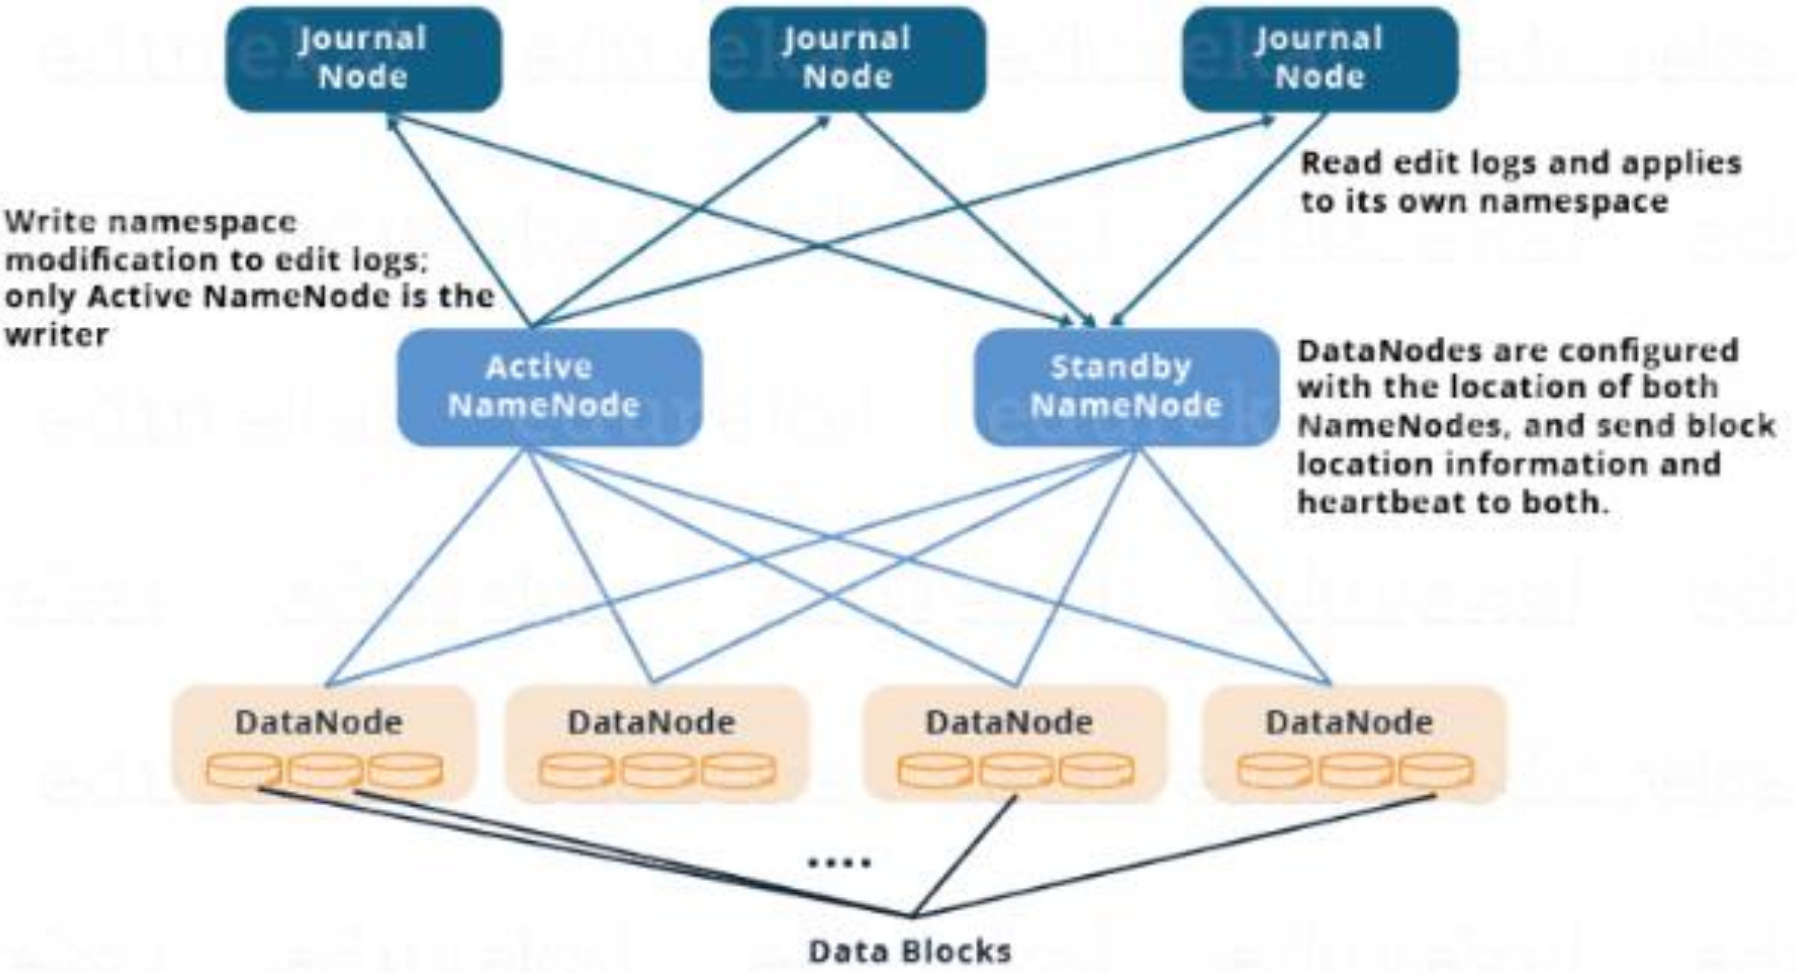 Journal
Node
Journal
Node
Journal
Node
Read edit logs and applies
to its own namespace
Write namespace
modification to edit logs;
only Active NameNode is the
writer
Active
NameNode
Standby
NameNode
DataNodes are configured
with the location of both
NameNodes, and send block
location information and
heartbeat to both.
DataNode
DataNode
DataNode
DataNode
....
Data Blocks